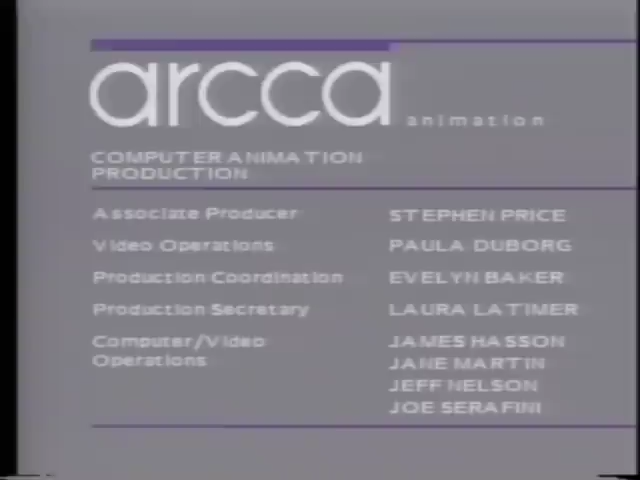 arcca animation
COMPUTER ANIMATION
PRODUCTION
Associate Producer STEPHEN PRICE
Video Operations PAULA DUBORG
Production Coordination EVELYN BAKER
Production Secretary LAURA LATIMER
Computer/Video JAMES HASSON
Operations JANE MARTIN
JEFF NELSON
JOE SERAFINI